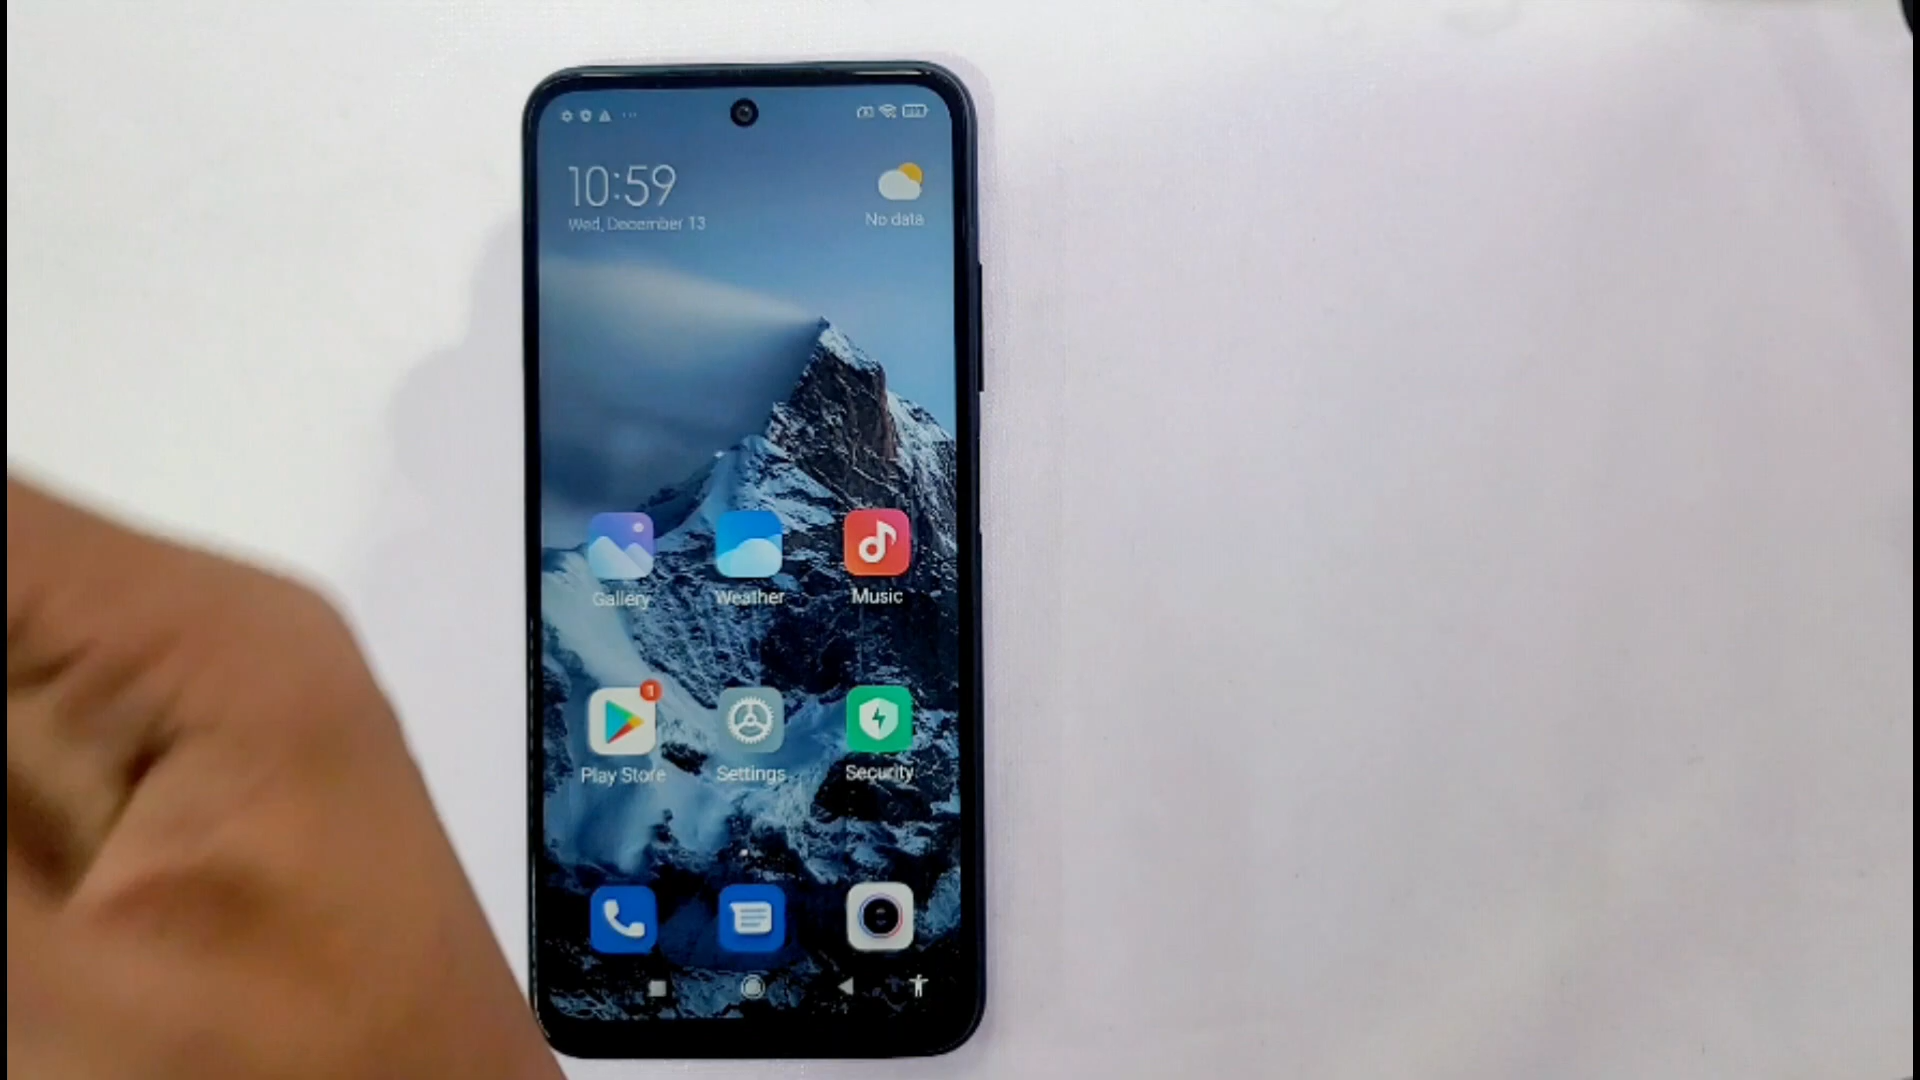 10:59
Wed, December 13
No data
Gallery
Weather
Music
1
Play Store
Settings
Security